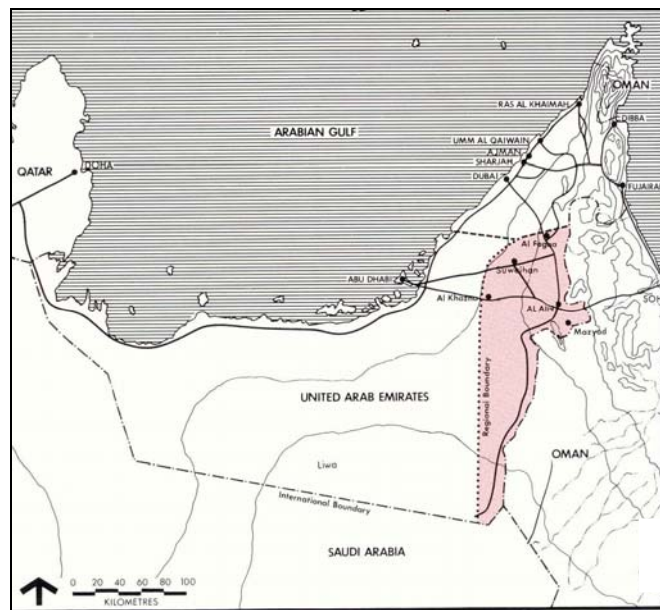 OMAN
RAS AL KHAIMAH
DIBBA
ARABIAN GULF
UMM AL QAIWAIN
AJMAN
SHARJAH
DUBAI
QATAR
DOHA
FUJAIRAH
Al Faqaa
Suweihan
ABU DHABI
Al Khazna
AL AIN
SOH
Mazyad
UNITED ARAB EMIRATES
Regional Boundary
OMAN
Liwa
International Boundary
SAUDI ARABIA
0 20 40 60 80 100
KILOMETRES